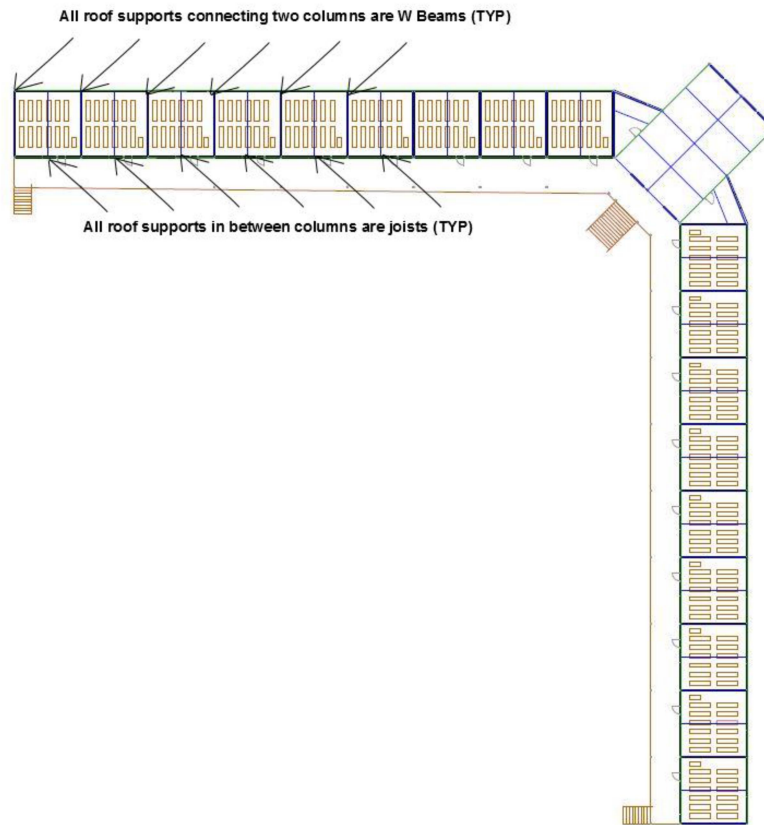 All roof supports connecting two columns are W Beams (TYP)
All roof supports in between columns are joists (TYP)